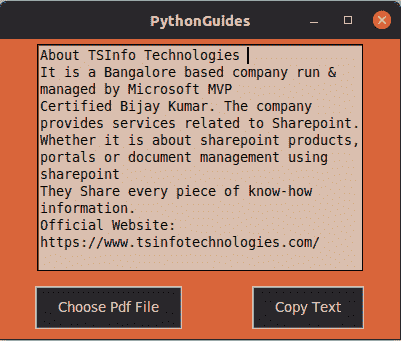 PythonGuides
About TSInfo Technologies
It is a Bangalore based company run &
managed by Microsoft MVP
Certified Bijay Kumar. The company
provides services related to Sharepoint.
Whether it is about sharepoint products,
portals or document management using
sharepoint
They Share every piece of know-how
information.
Official Website:
https://www.tsinfotechnologies.com/
Choose Pdf File
Copy Text